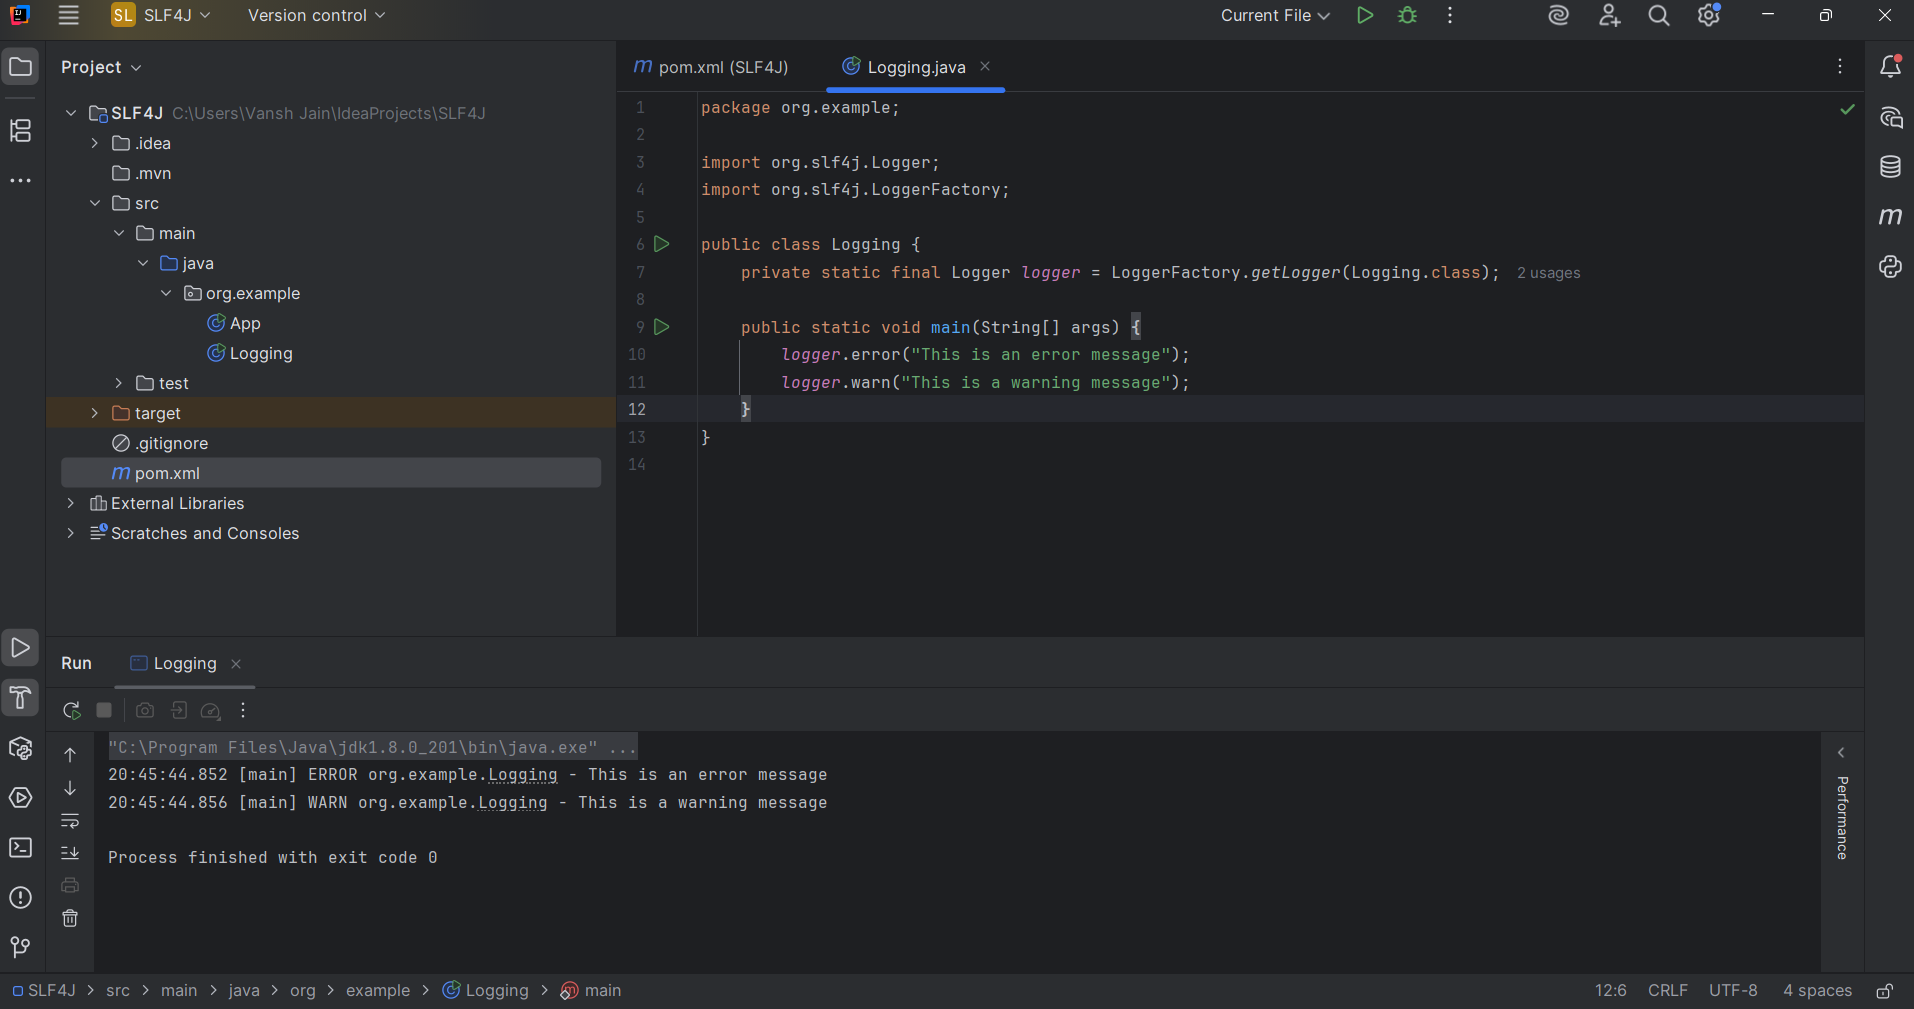 SL SLF4J Version control Current File
Project
pom.xml (SLF4J) Logging.java
SLF4J C:\Users\Vansh Jain\IdeaProjects\SLF4J
.idea
.mvn
src
main
java
org.example
App
Logging
test
target
.gitignore
pom.xml
External Libraries
Scratches and Consoles
1 package org.example;
2
3 import org.slf4j.Logger;
4 import org.slf4j.LoggerFactory;
5
6 public class Logging {
7 private static final Logger logger = LoggerFactory.getLogger(Logging.class); 2 usages
8
9 public static void main(String[] args) {
10 logger.error("This is an error message");
11 logger.warn("This is a warning message");
12 }
13 }
14
Run Logging
"C:\Program Files\Java\jdk1.8.0_201\bin\java.exe" ...
20:45:44.852 [main] ERROR org.example.Logging - This is an error message
20:45:44.856 [main] WARN org.example.Logging - This is a warning message
Process finished with exit code 0
Performance
SLF4J > src > main > java > org > example > Logging > main 12:6 CRLF UTF-8 4 spaces